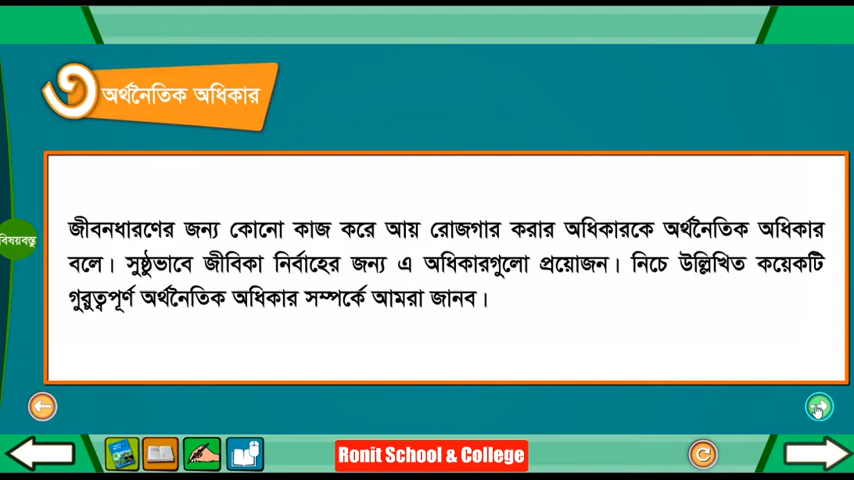 ৩
অর্থনৈতিক অধিকার
জীবনধারণের জন্য কোনো কাজ করে আয় রোজগার করার অধিকারকে অর্থনৈতিক অধিকার
বলে। সুষ্ঠুভাবে জীবিকা নির্বাহের জন্য এ অধিকারগুলো প্রয়োজন। নিচে উল্লিখিত কয়েকটি
গুরুত্বপূর্ণ অর্থনৈতিক অধিকার সম্পর্কে আমরা জানব।
বিষয়বস্তু
Ronit School & College